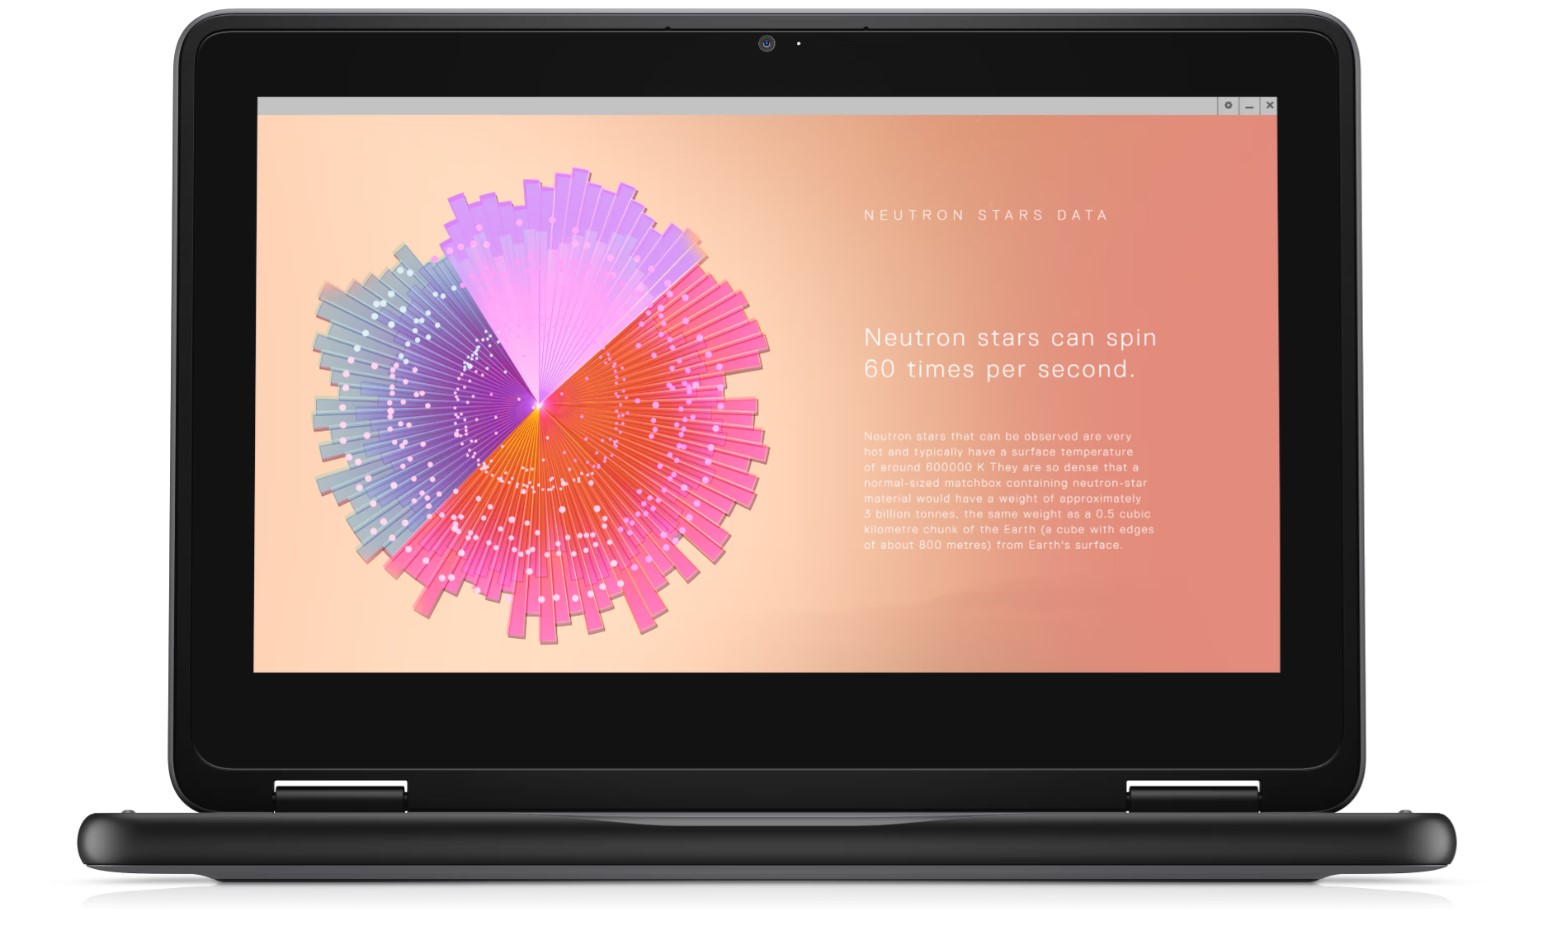 NEUTRON STARS DATA
Neutron stars can spin
60 times per second.
Neutron stars that can be observed are very
hot and typically have a surface temperature
of around 600000 K They are so dense that a
normal-sized matchbox containing neutron-star
material would have a weight of approximately
3 billion tonnes, the same weight as a 0.5 cubic
kilometre chunk of the Earth (a cube with edges
of about 800 metres) from Earth's surface.